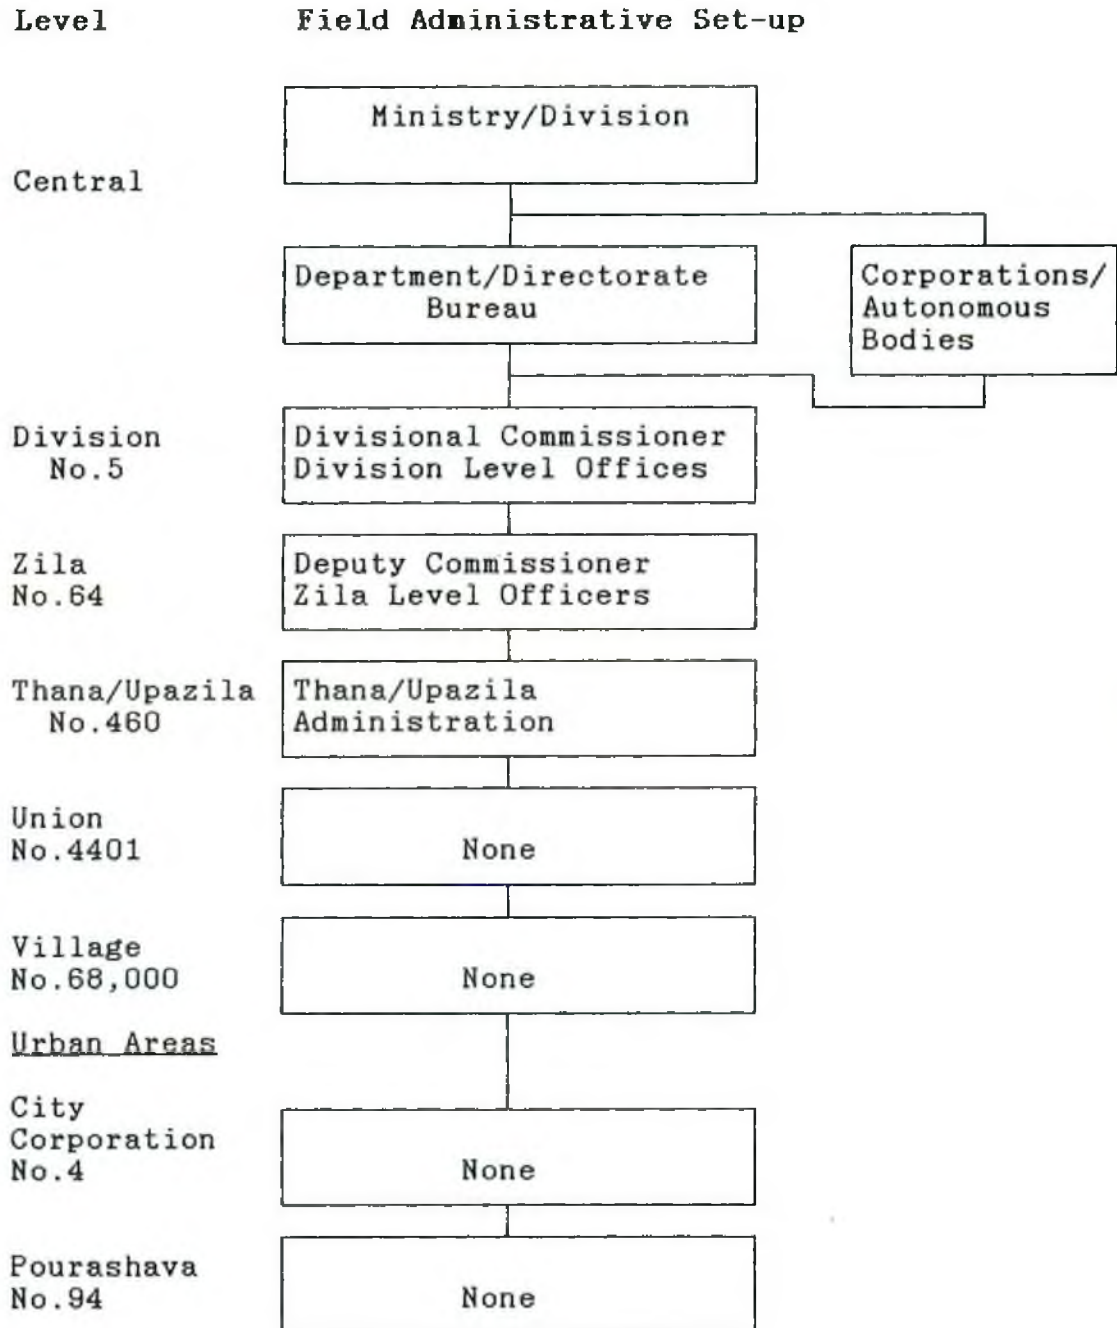 Level Field Administrative Set-up
Ministry/Division
Central
Department/Directorate
Bureau
Corporations/
Autonomous
Bodies
Division
No.5
Divisional Commissioner
Division Level Offices
Zila
No.64
Deputy Commissioner
Zila Level Officers
Thana/Upazila
No.460
Thana/Upazila
Administration
Union
No.4401
None
Village
No.68,000
None
Urban Areas
City
Corporation
No.4
None
Pourashava
No.94
None